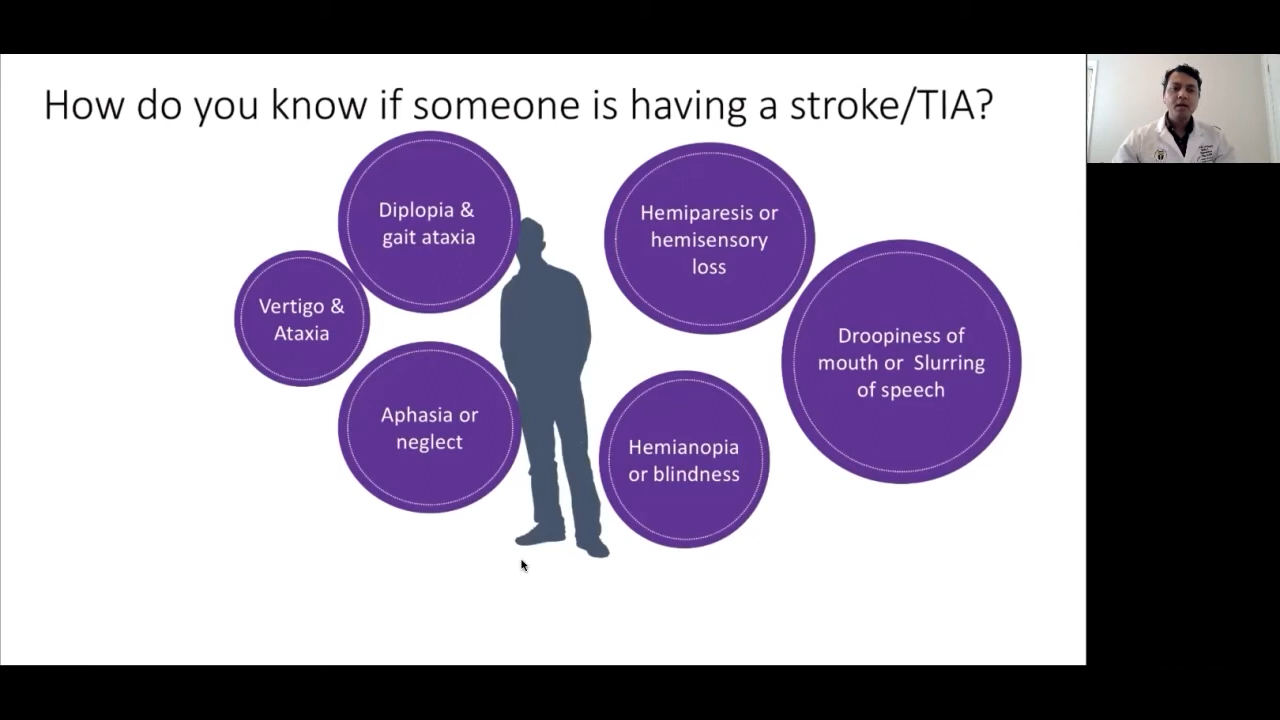 How do you know if someone is having a stroke/TIA?
Diplopia &
gait ataxia
Hemiparesis or
hemisensory
loss
Vertigo &
Ataxia
Droopiness of
mouth or Slurring
of speech
Aphasia or
neglect
Hemianopia
or blindness